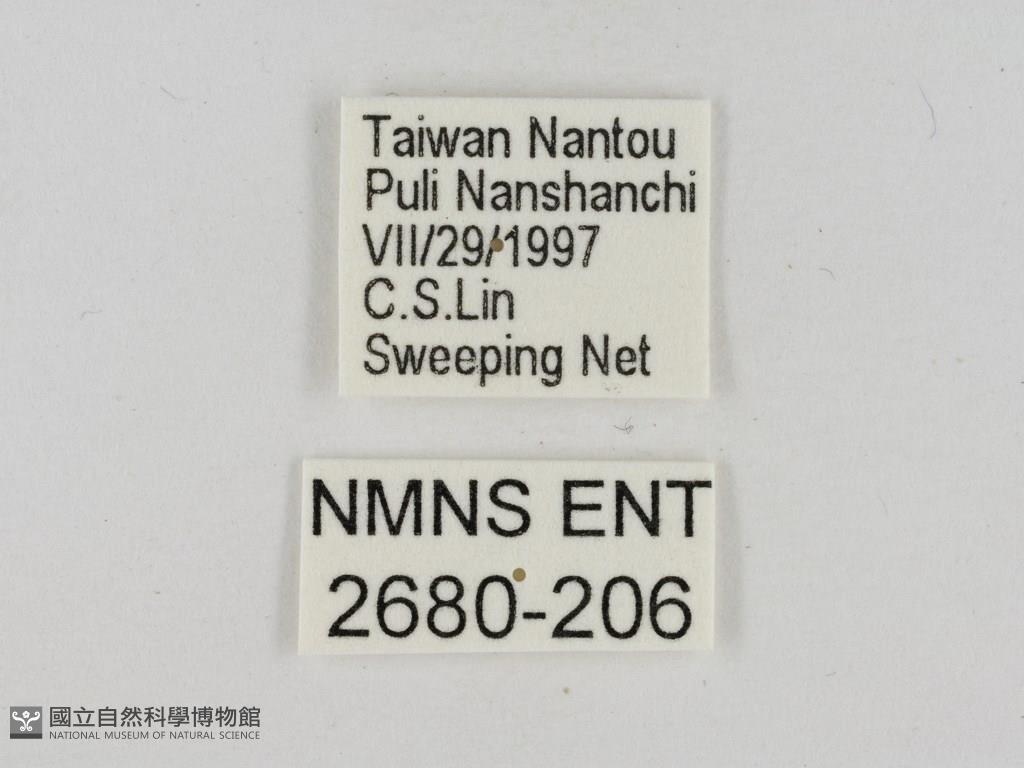 Taiwan Nantou
Puli Nanshanchi
VII/29/1997
C.S.Lin
Sweeping Net
NMNS ENT
2680-206
國立自然科學博物館
NATIONAL MUSEUM OF NATURAL SCIENCE